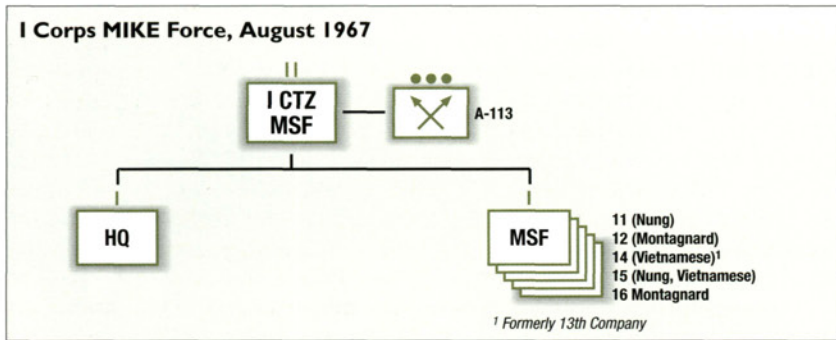 I Corps MIKE Force, August 1967
I CTZ
MSF
A-113
HQ
MSF
11 (Nung)
12 (Montagnard)
14 (Vietnamese)¹
15 (Nung, Vietnamese)
16 Montagnard
¹ Formerly 13th Company